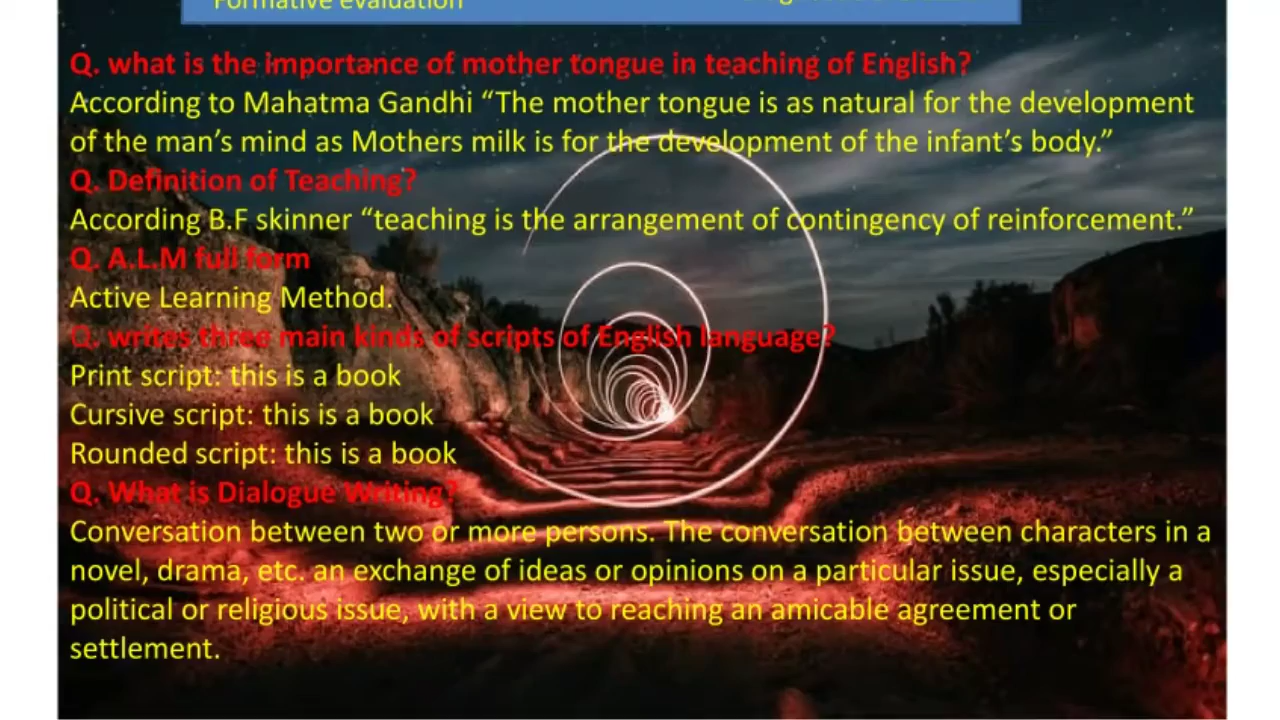 Formative evaluation
Q. what is the importance of mother tongue in teaching of English?
According to Mahatma Gandhi “The mother tongue is as natural for the development
of the man’s mind as Mothers milk is for the development of the infant’s body.”
Q. Definition of Teaching?
According B.F skinner “teaching is the arrangement of contingency of reinforcement.”
Q. A.L.M full form
Active Learning Method.
Q. writes three main kinds of scripts of English language?
Print script: this is a book
Cursive script: this is a book
Rounded script: this is a book
Q. What is Dialogue Writing?
Conversation between two or more persons. The conversation between characters in a
novel, drama, etc. an exchange of ideas or opinions on a particular issue, especially a
political or religious issue, with a view to reaching an amicable agreement or
settlement.